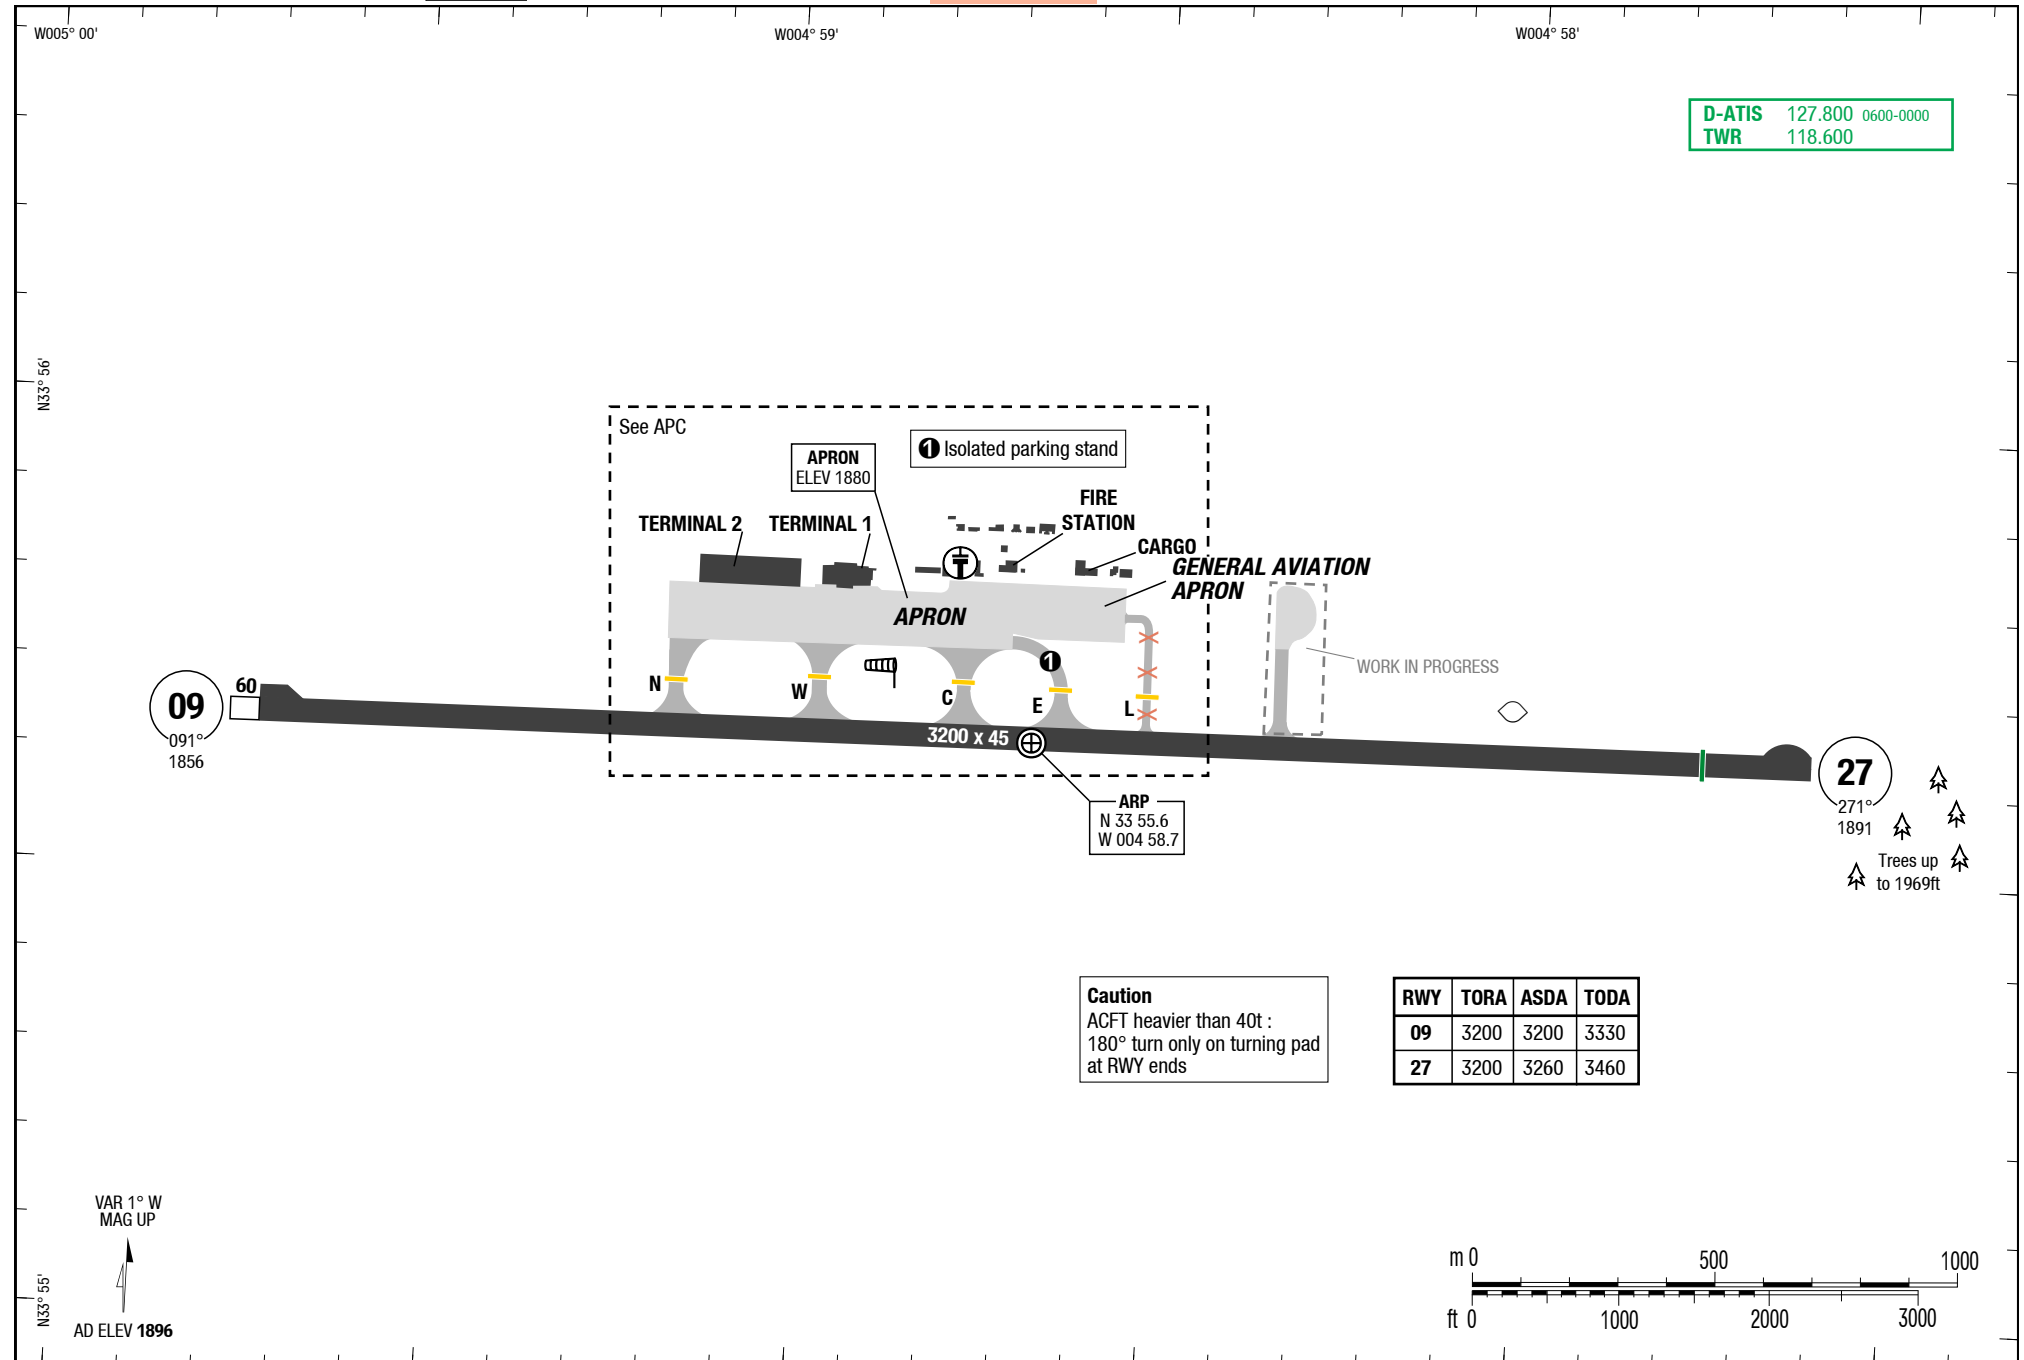 W005° 00'
W004° 59'
W004° 58'
D-ATIS 127.800 0600-0000
TWR 118.600
N33° 56'
See APC
1 Isolated parking stand
APRON
ELEV 1880
FIRE
STATION
TERMINAL 2
TERMINAL 1
CARGO
GENERAL AVIATION
APRON
APRON
1
WORK IN PROGRESS
N
W
C
E
L
60
09
091°
1856
3200 x 45
27
271°
1891
ARP
N 33 55.6
W 004 58.7
Trees up
to 1969ft
Caution
ACFT heavier than 40t :
180° turn only on turning pad
at RWY ends
RWY TORA ASDA TODA
09 3200 3200 3330
27 3200 3260 3460
VAR 1° W
MAG UP
AD ELEV 1896
N33° 55'
m 0 500 1000
ft 0 1000 2000 3000